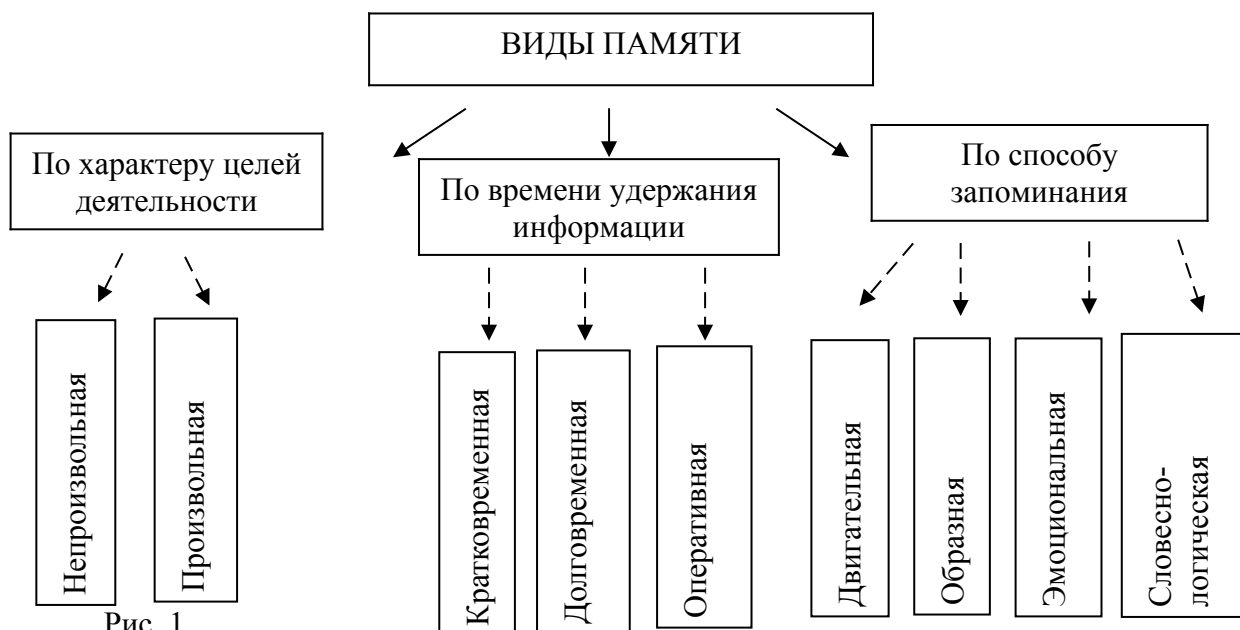 ВИДЫ ПАМЯТИ
По характеру целей
деятельности
По времени удержания
информации
По способу
запоминания
Непроизвольная
Произвольная
Кратковременная
Долговременная
Оперативная
Двигательная
Образная
Эмоциональная
Словесно-
логическая
Рис. 1